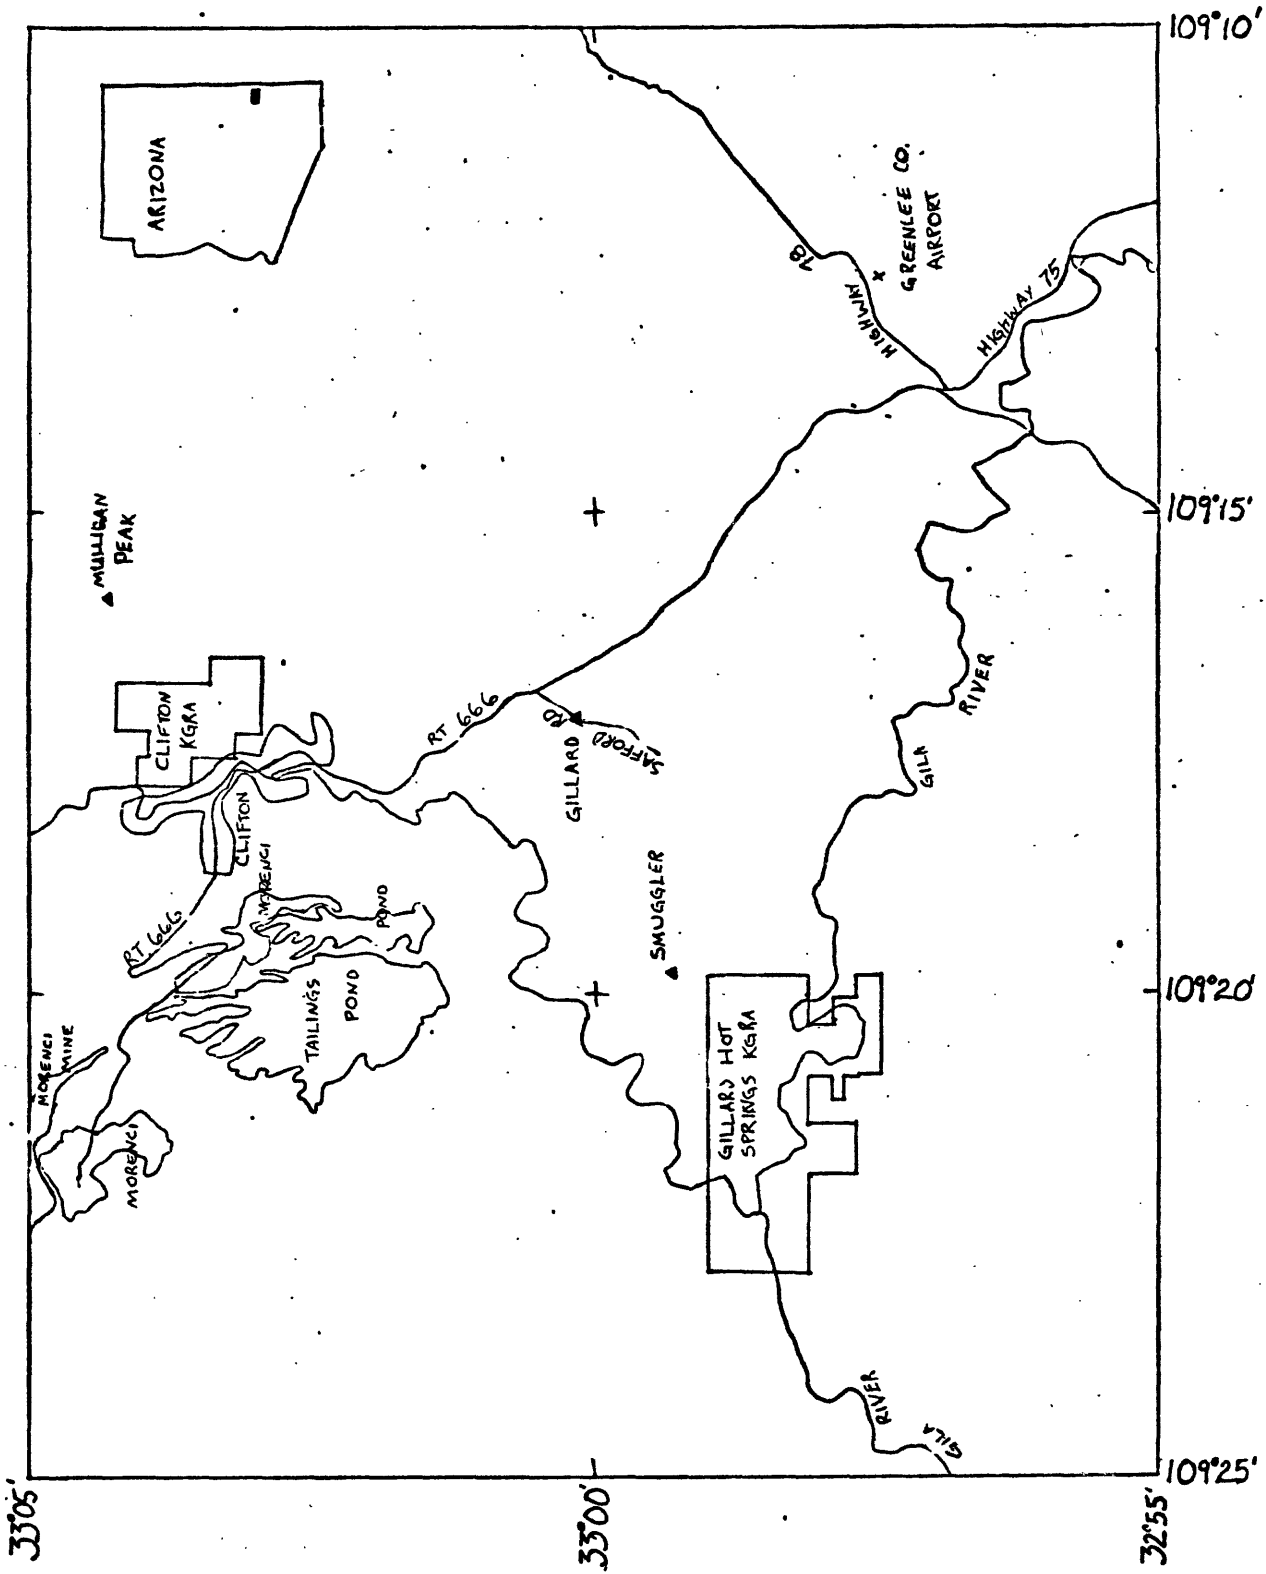 109°10'
109°15'
109°20'
109°25'
33°05'
33°00'
32°55'
ARIZONA
MULLIGAN
PEAK
CLIFTON
KGRA
CLIFTON
RT 666
MORENCI
POND
TAILINGS
POND
MORENCI
MINE
MORENCI
RT 666
SAFFORD
RD
GILLARD
SMUGGLER
GILLARD HOT
SPRINGS KGRA
HIGHWAY
78
GREENLEE CO.
AIRPORT
HIGHWAY 75
GILA
RIVER
GILA
RIVER